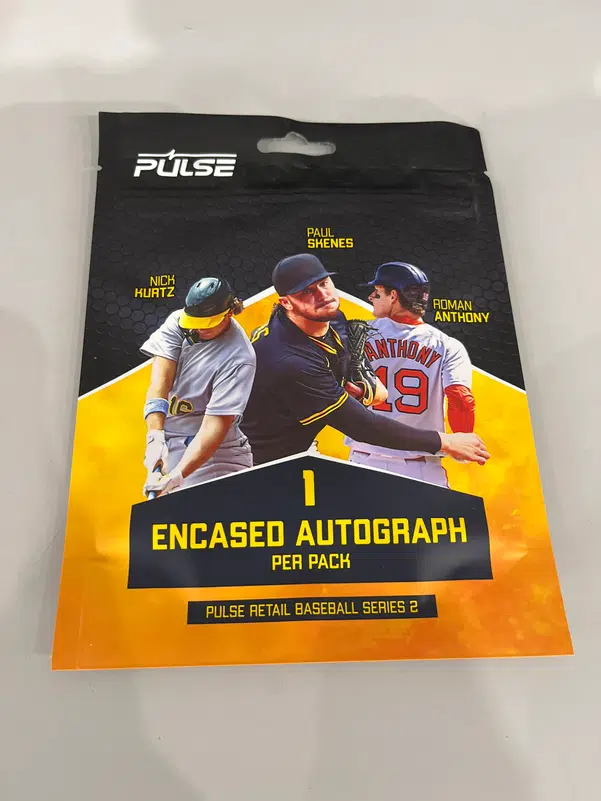 PULSE
PAUL
SKENES
NICK
KURTZ
ROMAN
ANTHONY
ANTHONY
19
16
1
ENCASED AUTOGRAPH
PER PACK
PULSE RETAIL BASEBALL SERIES 2